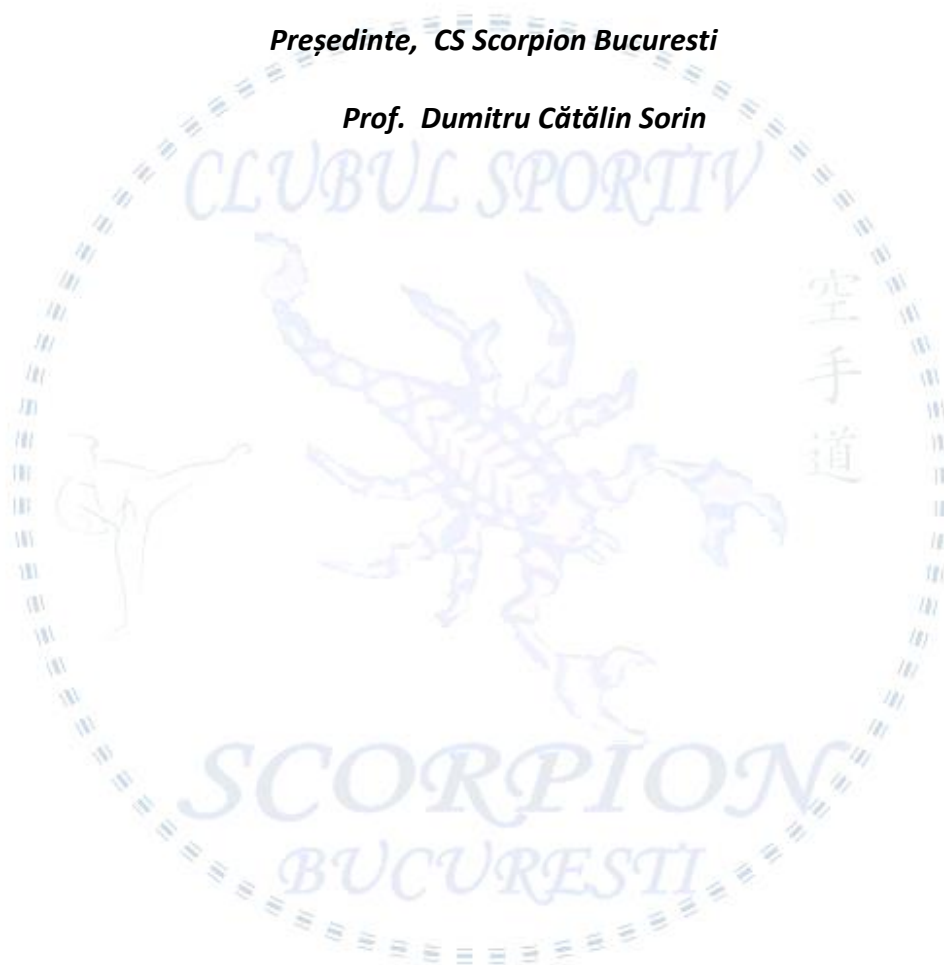 Președinte, CS Scorpion Bucuresti
Prof. Dumitru Cătălin Sorin
CLUBUL SPORTIV
空
手
道
SCORPION
BUCURESTI